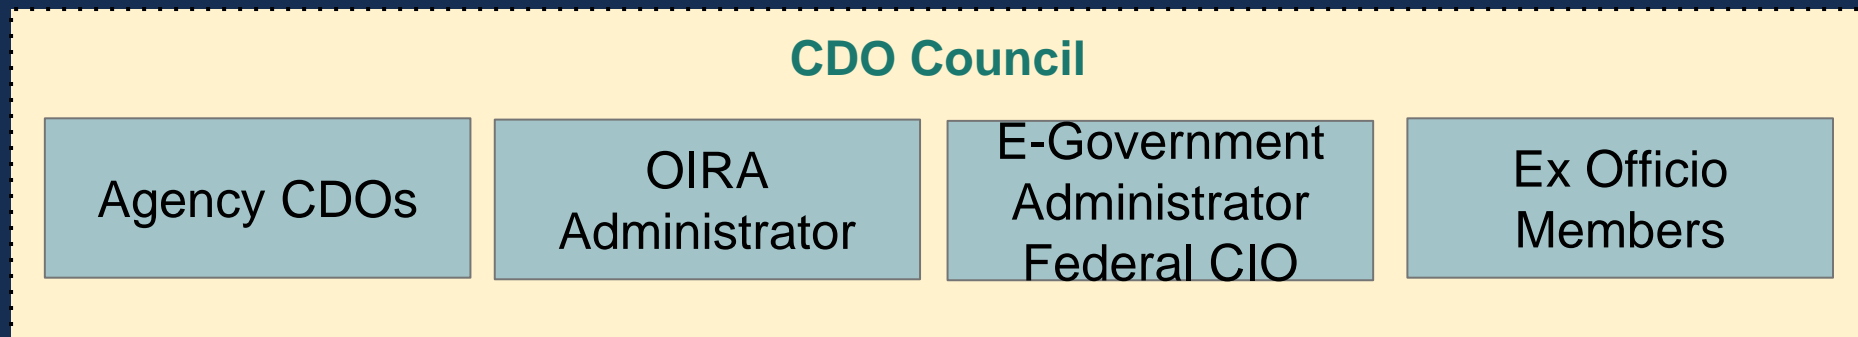 CDO Council
Agency CDOs
OIRA
Administrator
E-Government
Administrator
Federal CIO
Ex Officio
Members